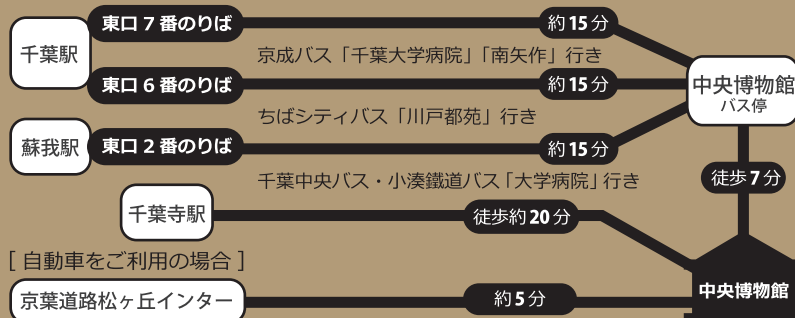 千葉駅
東口7番のりば
約15分
京成バス「千葉大学病院」「南矢作」行き
東口6番のりば
約15分
中央博物館
バス停
ちばシティバス「川戸都苑」行き
蘇我駅
東口2番のりば
約15分
千葉中央バス・小湊鐵道バス「大学病院」行き
徒歩7分
千葉寺駅
徒歩約20分
[ 自動車をご利用の場合 ]
京葉道路松ヶ丘インター
約5分
中央博物館